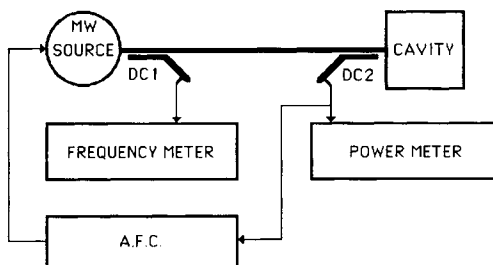 MW
SOURCE
DC1
DC2
CAVITY
FREQUENCY METER
POWER METER
A.F.C.